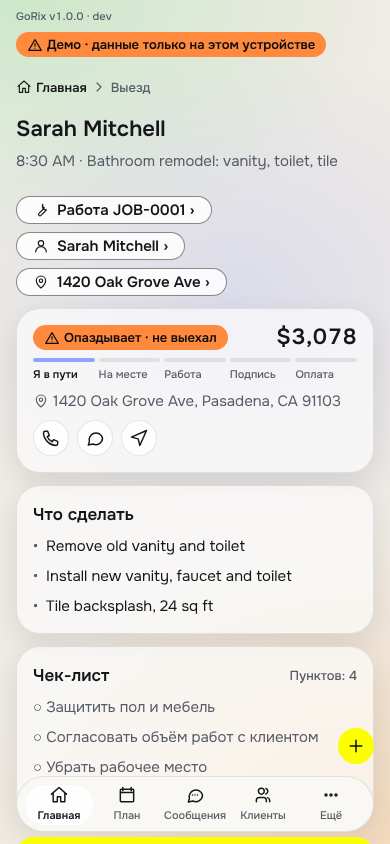 GoRix v1.0.0 · dev
Демо · данные только на этом устройстве
Главная > Выезд
Sarah Mitchell
8:30 AM · Bathroom remodel: vanity, toilet, tile
Работа JOB-0001 ›
Sarah Mitchell ›
1420 Oak Grove Ave ›
Опаздывает · не выехал $3,078
Я в пути На месте Работа Подпись Оплата
1420 Oak Grove Ave, Pasadena, CA 91103
Что сделать
· Remove old vanity and toilet
· Install new vanity, faucet and toilet
· Tile backsplash, 24 sq ft
Чек-лист Пунктов: 4
○ Защитить пол и мебель
○ Согласовать объём работ с клиентом
○ Убрать рабочее место
Главная План Сообщения Клиенты Ещё